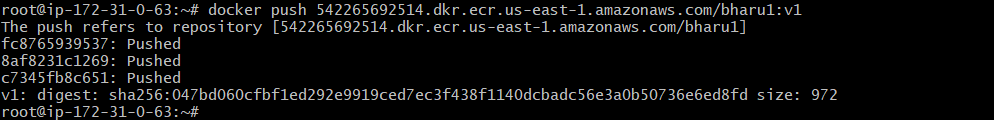 root@ip-172-31-0-63:~# docker push 542265692514.dkr.ecr.us-east-1.amazonaws.com/bharu1:v1
The push refers to repository [542265692514.dkr.ecr.us-east-1.amazonaws.com/bharu1]
fc8765939537: Pushed
8af8231c1269: Pushed
c7345fb8c651: Pushed
v1: digest: sha256:047bd060cfbf1ed292e9919ced7ec3f438f1140dcbadc56e3a0b50736e6ed8fd size: 972
root@ip-172-31-0-63:~#